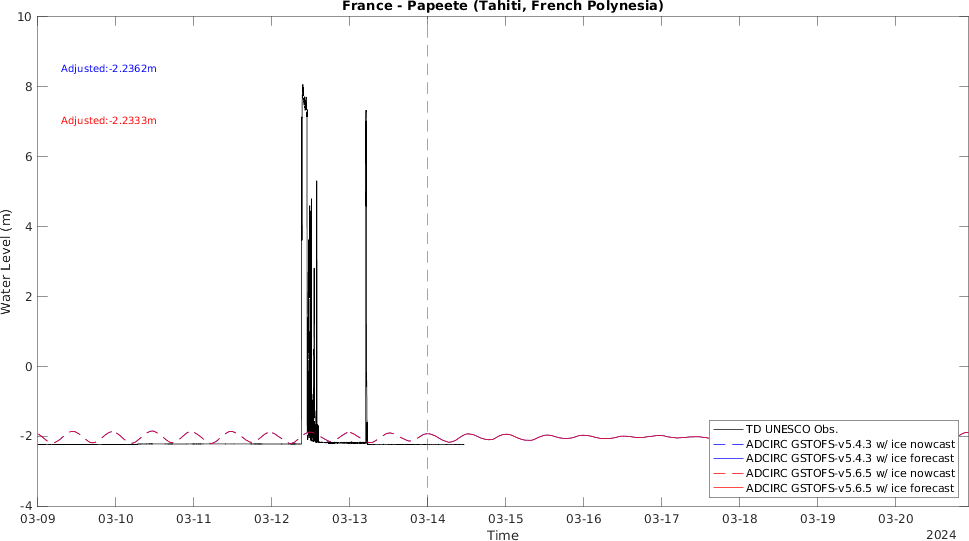 France - Papeete (Tahiti, French Polynesia)
10
8
6
4
2
0
-2
-4
Water Level (m)
Adjusted:-2.2362m
Adjusted:-2.2333m
TD UNESCO Obs.
ADCIRC GSTOFS-v5.4.3 w/ ice nowcast
ADCIRC GSTOFS-v5.4.3 w/ ice forecast
ADCIRC GSTOFS-v5.6.5 w/ ice nowcast
ADCIRC GSTOFS-v5.6.5 w/ ice forecast
03-09 03-10 03-11 03-12 03-13 03-14 03-15 03-16 03-17 03-18 03-19 03-20
Time
2024